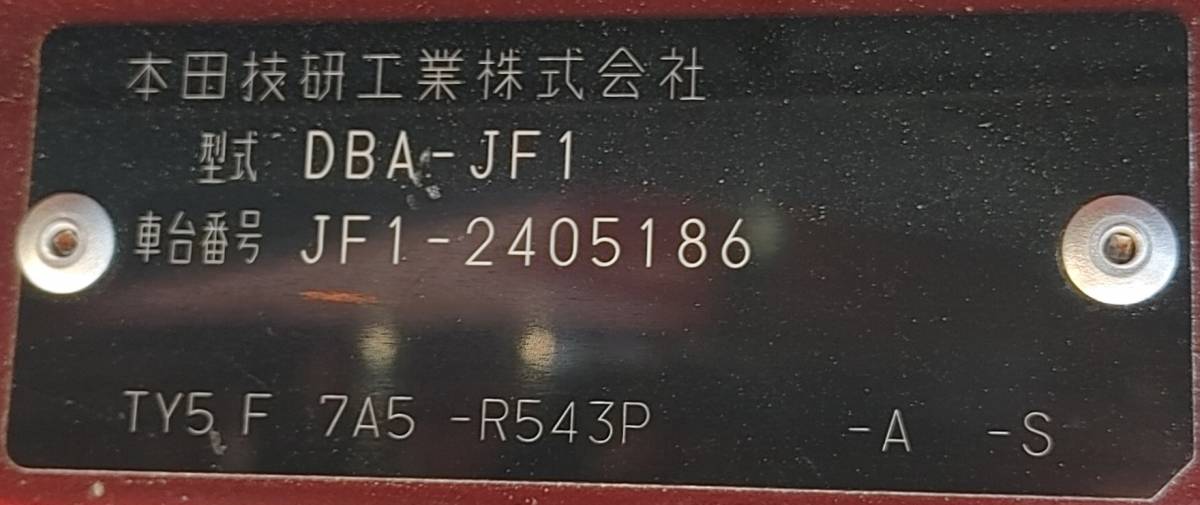 本田技研工業株式会社
型式 DBA-JF1
車台番号 JF1-2405186
TY5 F 7A5 -R543P -A -S